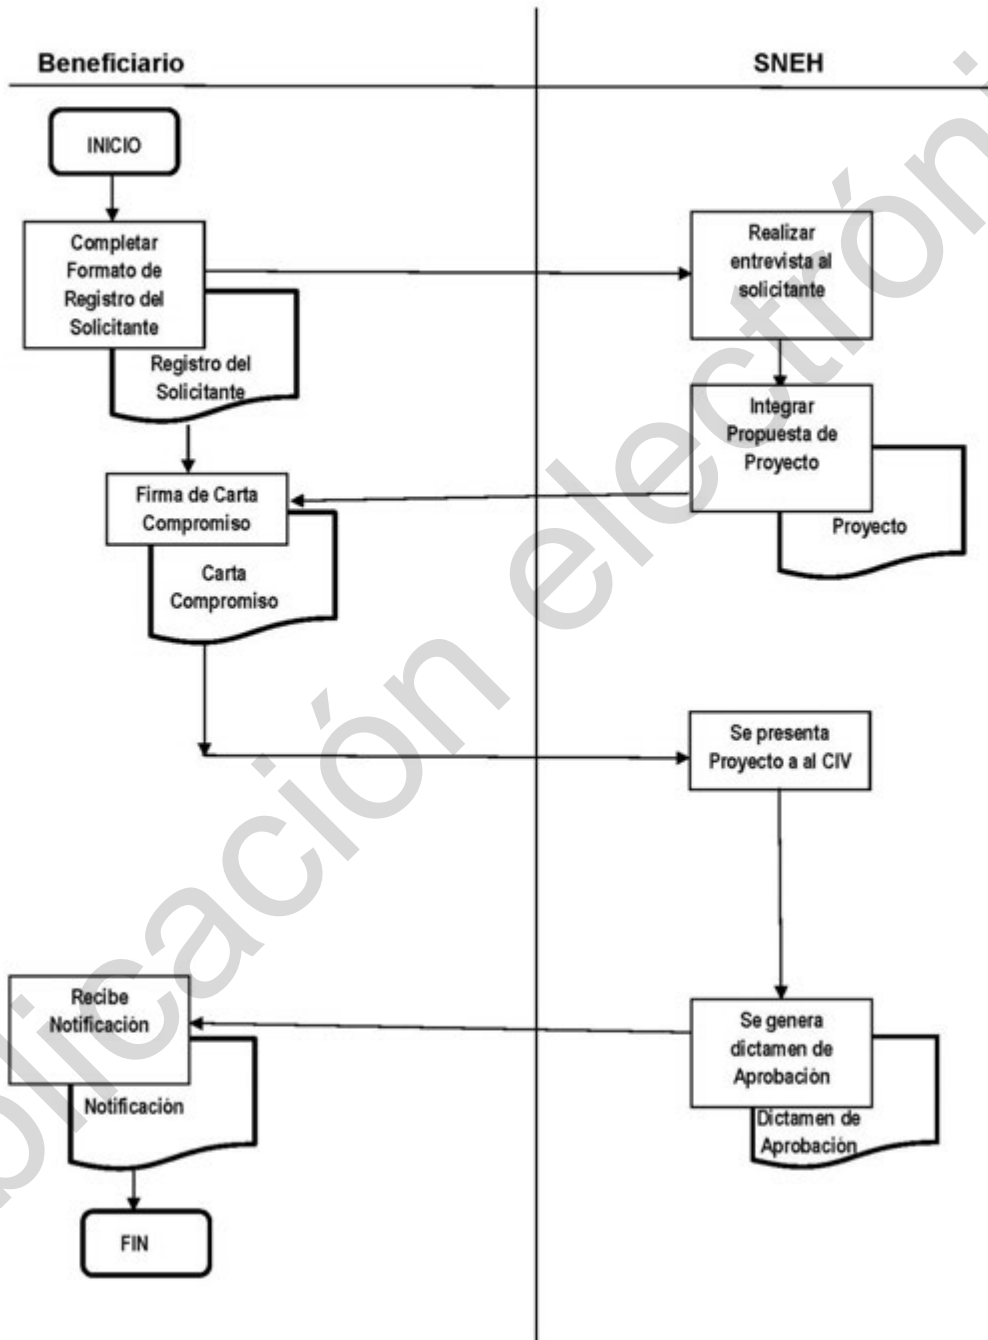 Beneficiario
SNEH
INICIO
Completar
Formato de
Registro del
Solicitante
Registro del
Solicitante
Realizar
entrevista al
solicitante
Integrar
Propuesta de
Proyecto
Proyecto
Firma de Carta
Compromiso
Carta
Compromiso
Se presenta
Proyecto a al CIV
Se genera
dictamen de
Aprobación
Dictamen de
Aprobación
Recibe
Notificación
Notificación
FIN
blicación electróni